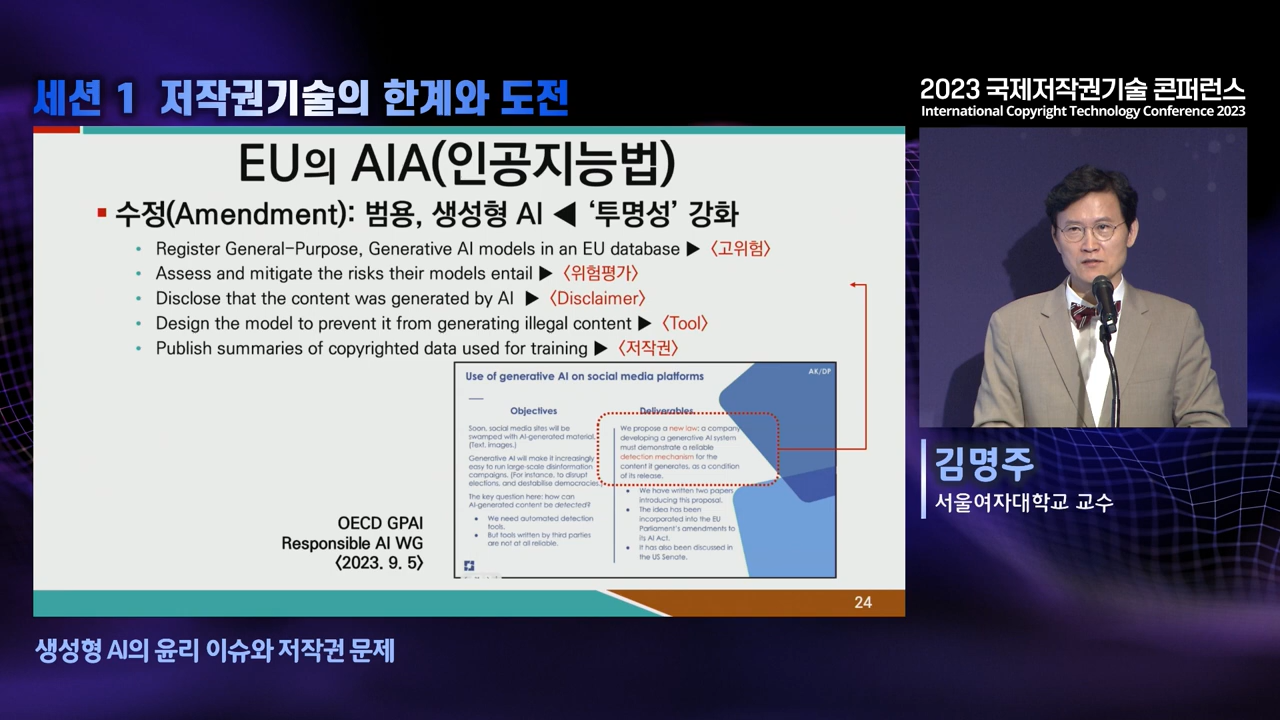 세션 1 저작권기술의 한계와 도전
2023 국제저작권기술 콘퍼런스
International Copyright Technology Conference 2023
EU의 AIA(인공지능법)
■ 수정(Amendment): 범용, 생성형 AI ◀ ‘투명성’ 강화
• Register General-Purpose, Generative AI models in an EU database ▶ 〈고위험〉
• Assess and mitigate the risks their models entail ▶ 〈위험평가〉
• Disclose that the content was generated by AI ▶ 〈Disclaimer〉
• Design the model to prevent it from generating illegal content ▶ 〈Tool〉
• Publish summaries of copyrighted data used for training ▶ 〈저작권〉
Use of generative AI on social media platforms
AK/DP
Objectives
Soon, social media sites will be
swamped with AI-generated material.
(Text, images.)
Generative AI will make it increasingly
easy to run large-scale disinformation
campaigns. (For instance, to disrupt
elections, and destabilise democracies.)
The key question here: how can
AI-generated content be detected?
• We need automated detection
tools.
• But tools written by third parties
are not at all reliable.
Deliverables
We propose a new law: a company
developing a generative AI system
must demonstrate a reliable
detection mechanism for the
content it generates, as a condition
of its release.
• We have written two papers
introducing this proposal.
• The idea has been
incorporated into the EU
Parliament's amendments to
its AI Act.
• It has also been discussed in
the US Senate.
OECD GPAI
Responsible AI WG
〈2023. 9. 5〉
24
김명주
서울여자대학교 교수
생성형 AI의 윤리 이슈와 저작권 문제